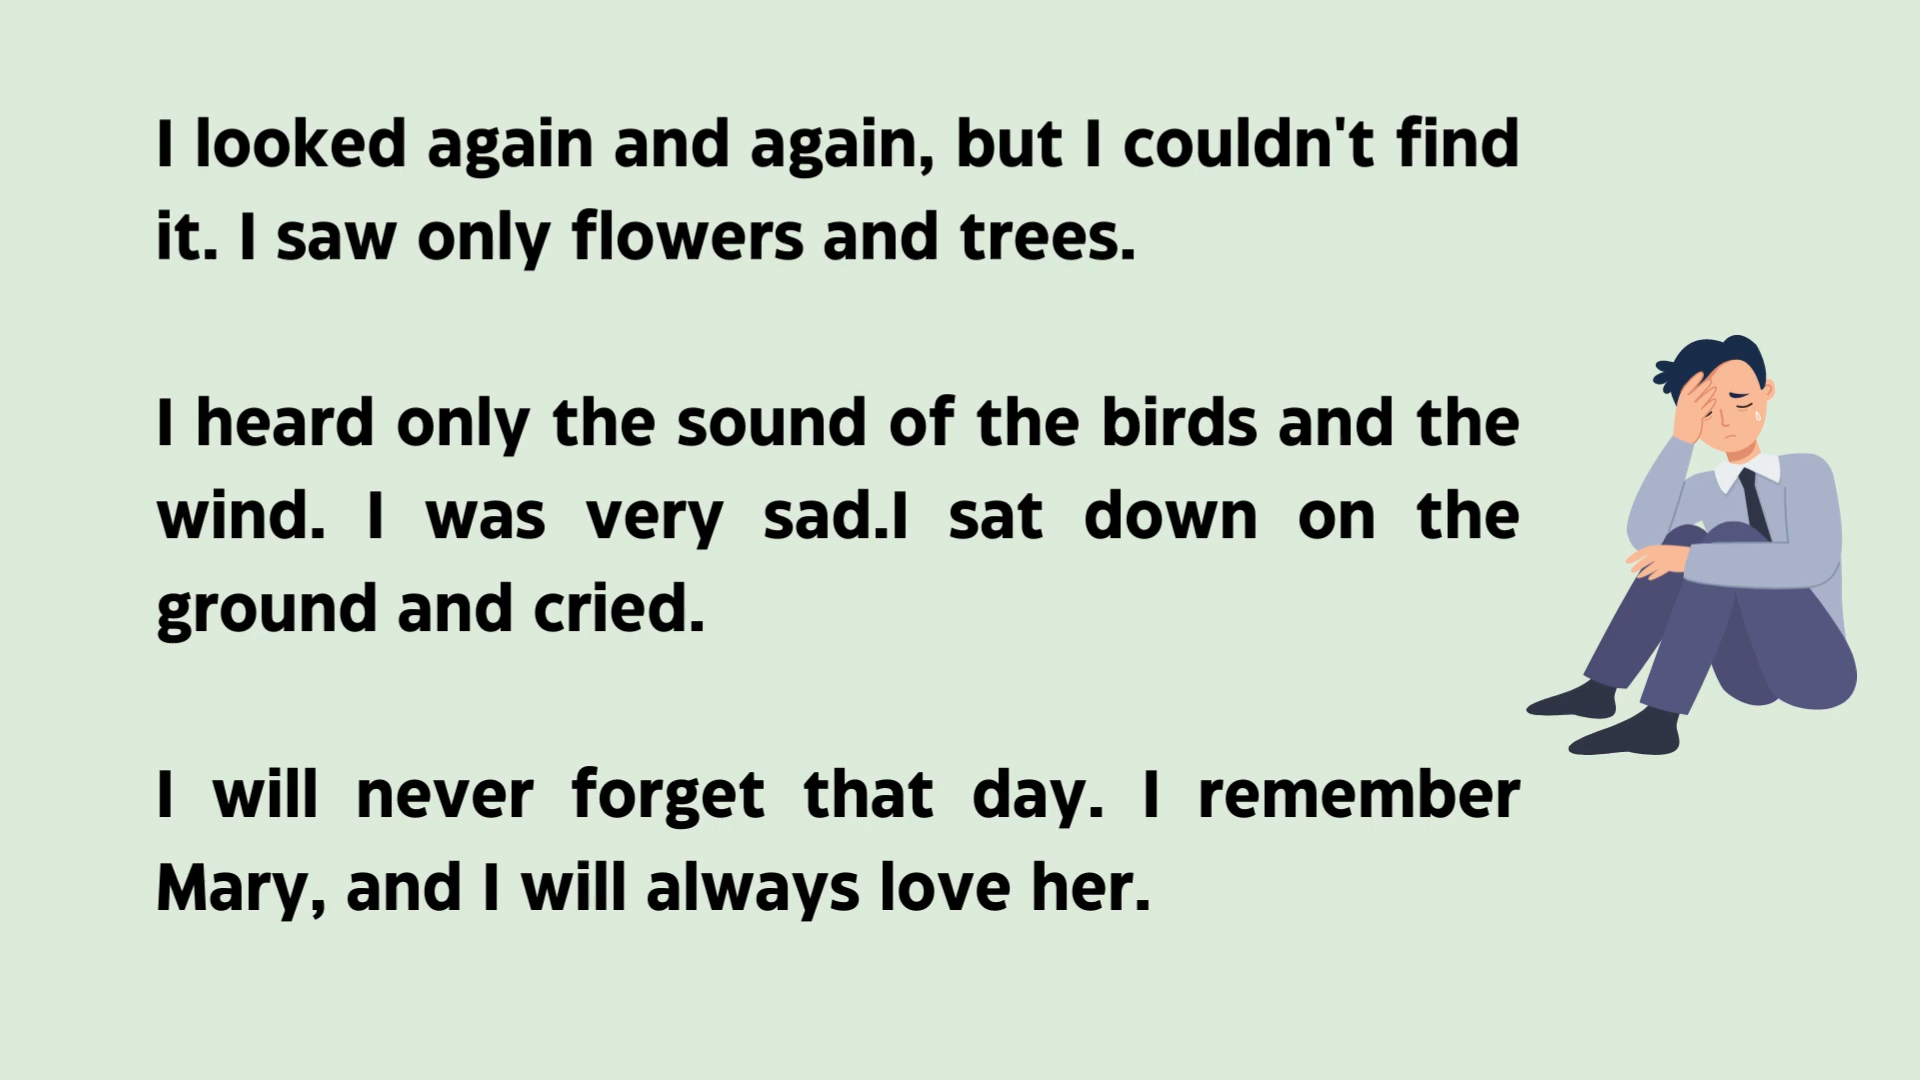 I looked again and again, but I couldn't find
it. I saw only flowers and trees.
I heard only the sound of the birds and the
wind. I was very sad.I sat down on the
ground and cried.
I will never forget that day. I remember
Mary, and I will always love her.